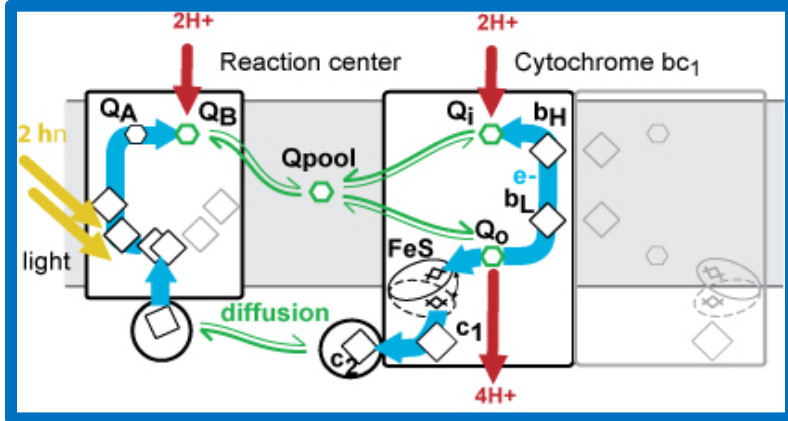 2H+
2H+
Reaction center
Cytochrome bc1
QA
QB
Qi
bH
2 hn
Qpool
e-
bL
Qo
FeS
light
diffusion
c1
c2
4H+